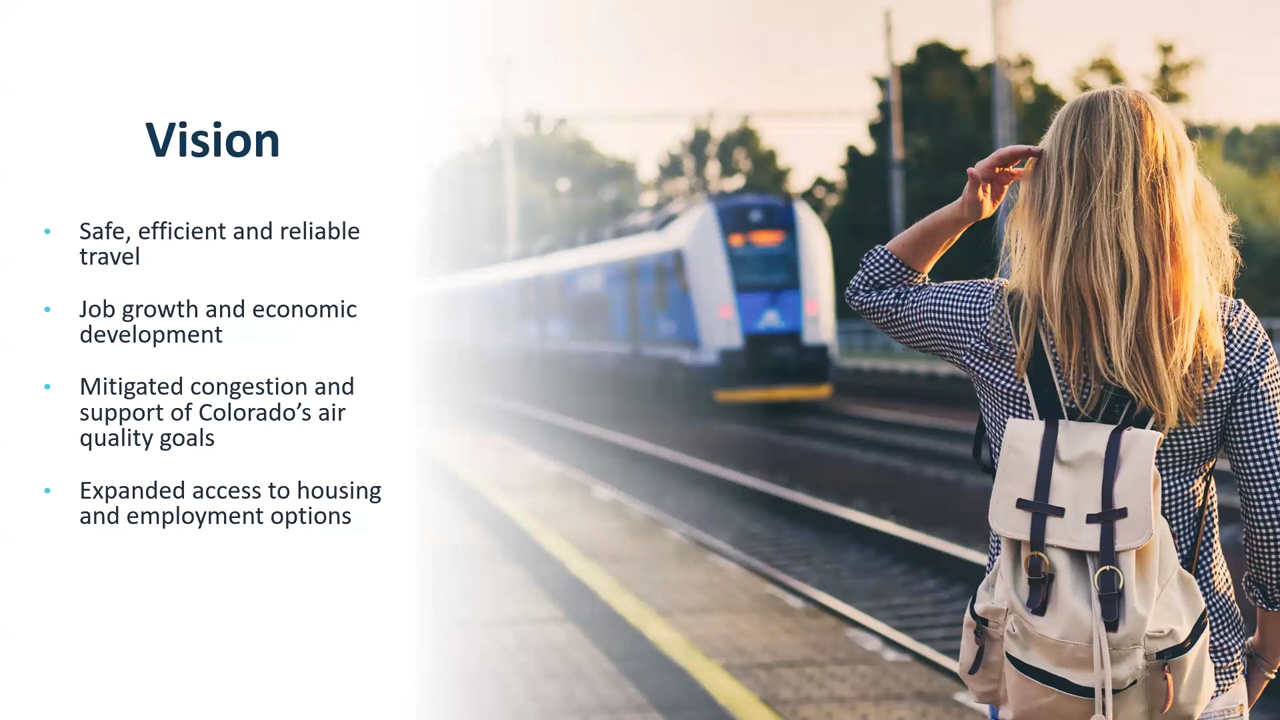 Vision
• Safe, efficient and reliable
travel
• Job growth and economic
development
• Mitigated congestion and
support of Colorado’s air
quality goals
• Expanded access to housing
and employment options